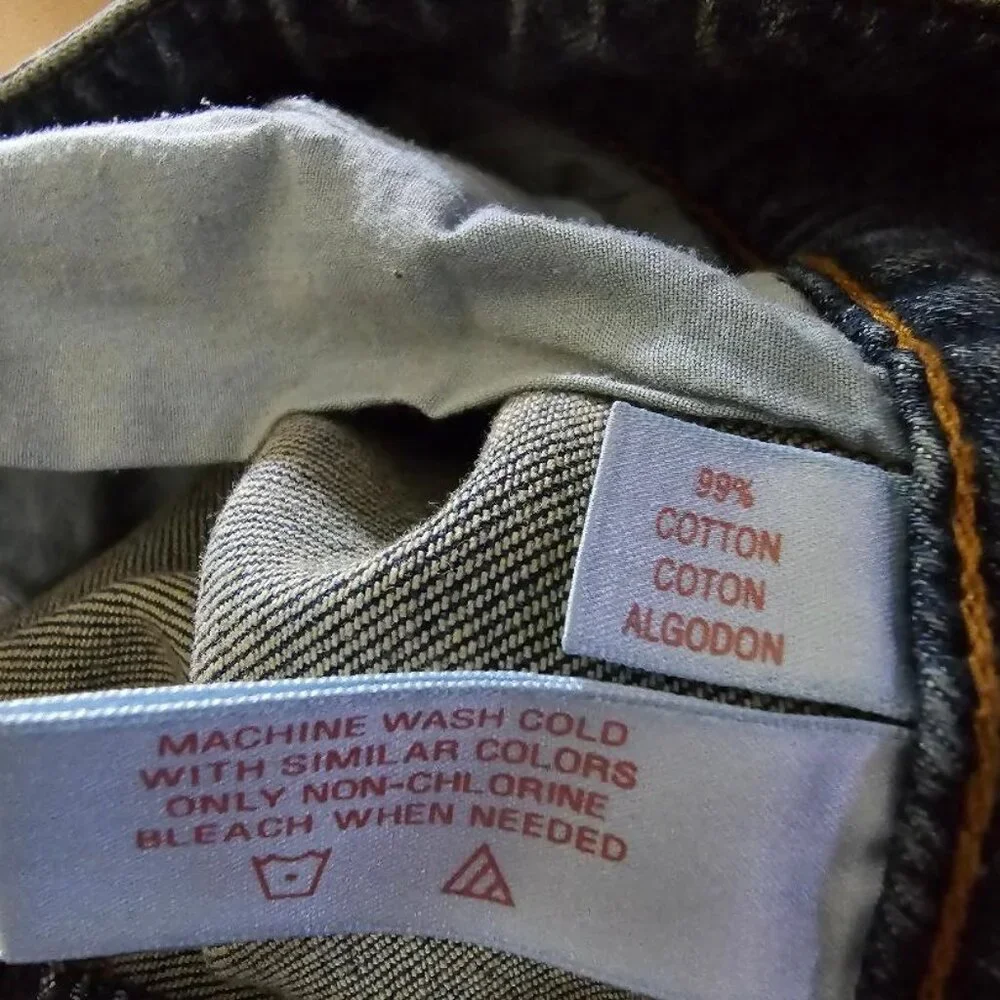 99%
COTTON
COTON
ALGODON
MACHINE WASH COLD
WITH SIMILAR COLORS
ONLY NON-CHLORINE
BLEACH WHEN NEEDED